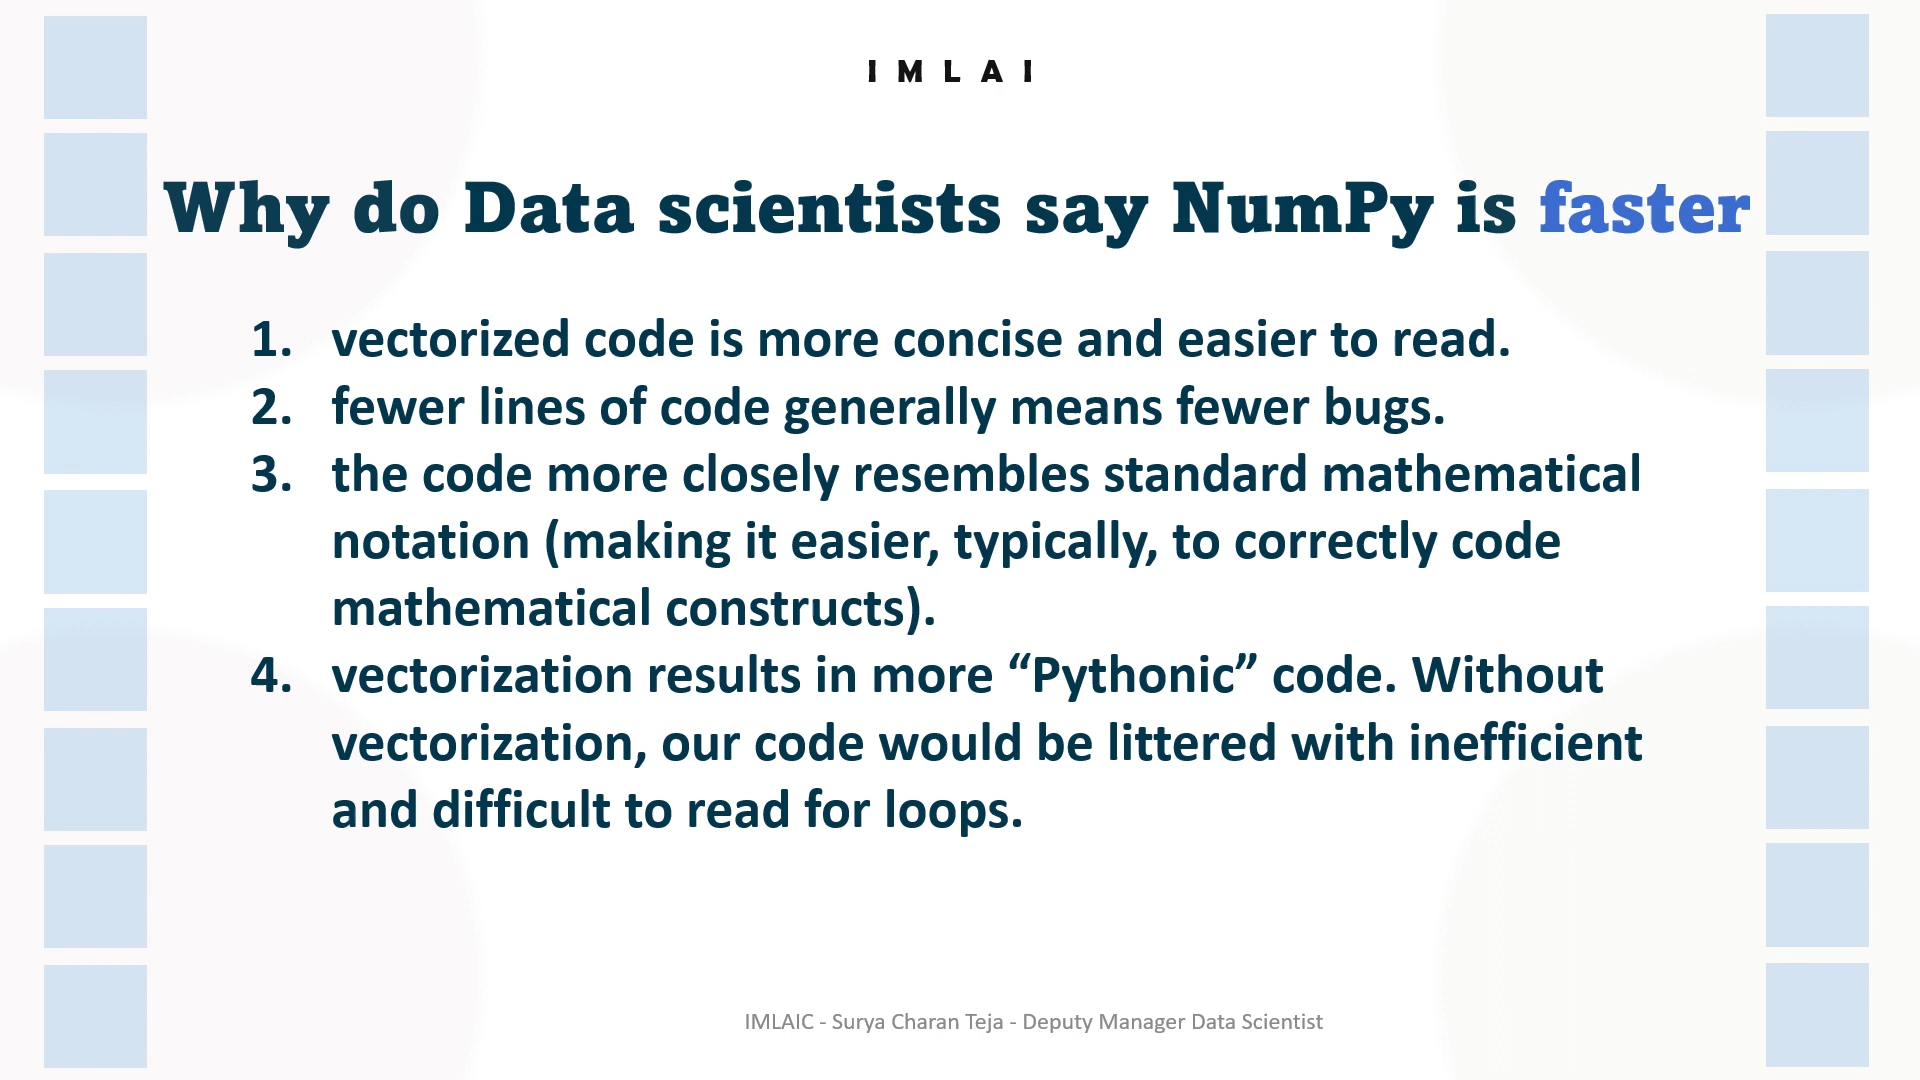 IMLAI
Why do Data scientists say NumPy is faster
1. vectorized code is more concise and easier to read.
2. fewer lines of code generally means fewer bugs.
3. the code more closely resembles standard mathematical
notation (making it easier, typically, to correctly code
mathematical constructs).
4. vectorization results in more “Pythonic” code. Without
vectorization, our code would be littered with inefficient
and difficult to read for loops.
IMLAIC - Surya Charan Teja - Deputy Manager Data Scientist